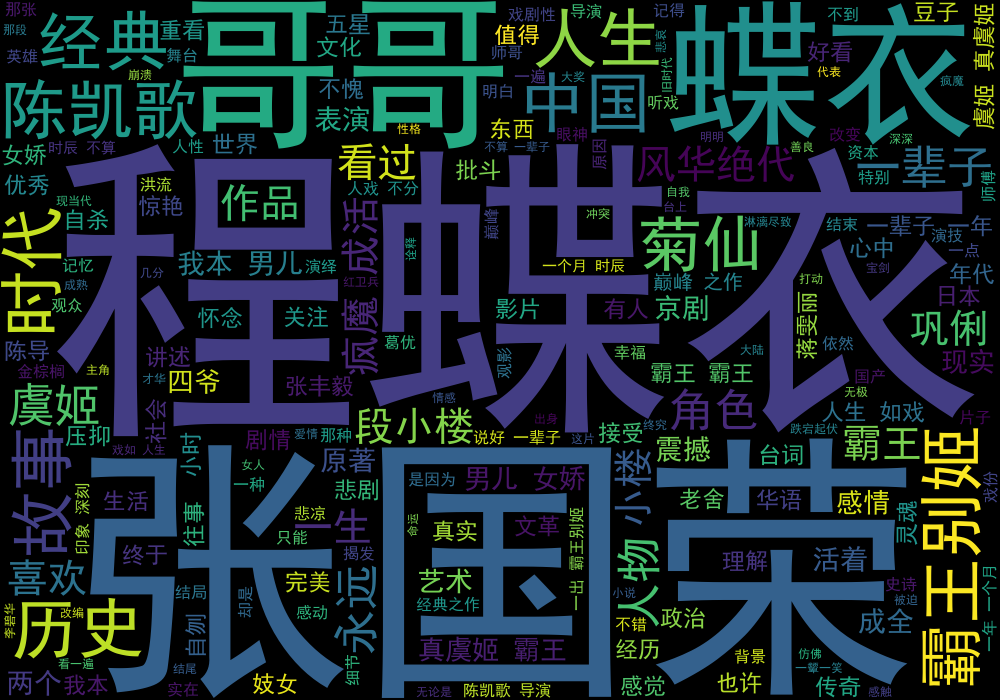 那张
那段
英雄
经典
重看
舞台
哥哥
五星
文化
不愧
表演
戏剧性
导演
值得
师哥
一遍
大奖
明白
人生
记得
悲哀
旧时代
中国
听戏
蝶衣
不到
好看
代表
豆子
疯魔
真虞姬
虞姬
陈凯歌
崩溃
女娇
时辰 不算
人性
世界
性格
看过
东西
不算 一辈子
眼神
原因
风华绝代
明明
改变
善良
深深
资本
特别
一辈子
师傅
优秀
现当代
洪流
惊艳
自杀
作品
人戏 不分
批斗
巅峰
冲突
自我
台上
淋漓尽致
结束
一辈子 一年
演技
一点
心中
时代
程蝶衣
成活
诠释
菊仙
记忆
成熟
几分
我本 男儿
演绎
红卫兵
一个月 时辰
巅峰 之作
打动
宝剑
年代
观众
怀念
关注
疯魔
影片
有人
京剧
蒋雯丽
日本
巩俐
陈导
讲述
葛优
观影
幸福
大陆
依然
现实
金棕榈
主角
四爷
张丰毅
霸王 霸王
国产
虞姬
才华
情感
无极
片子
社会
压抑
戏如 人生
小时
剧情
爱情
那种
段小楼
说好 一辈子
出身
这片
接受
终究
角色
人生 如戏
跌宕起伏
霸王
故事
张国荣
女人
一种
原著
是因为
男儿 女娇
小楼
震撼
台词
霸王别姬
戏份
印象 深刻
生活
往事
悲剧
悲凉
一生
只能
命运
真实
文革
一出 霸王别姬
老舍
华语
感情
灵魂
终于
揭发
喜欢
完美
艺术
人物
理解
活着
结局
却是
永远
经典之作
小说
史诗
被迫
一年 一个月
历史
李碧华
改编
自刎
感动
不错
政治
成全
看一遍
细节
真虞姬 霸王
经历
背景
仿佛
一颦一笑
两个
我本
结尾
实在
妓女
无论是
陈凯歌 导演
感觉
也许
传奇
感触